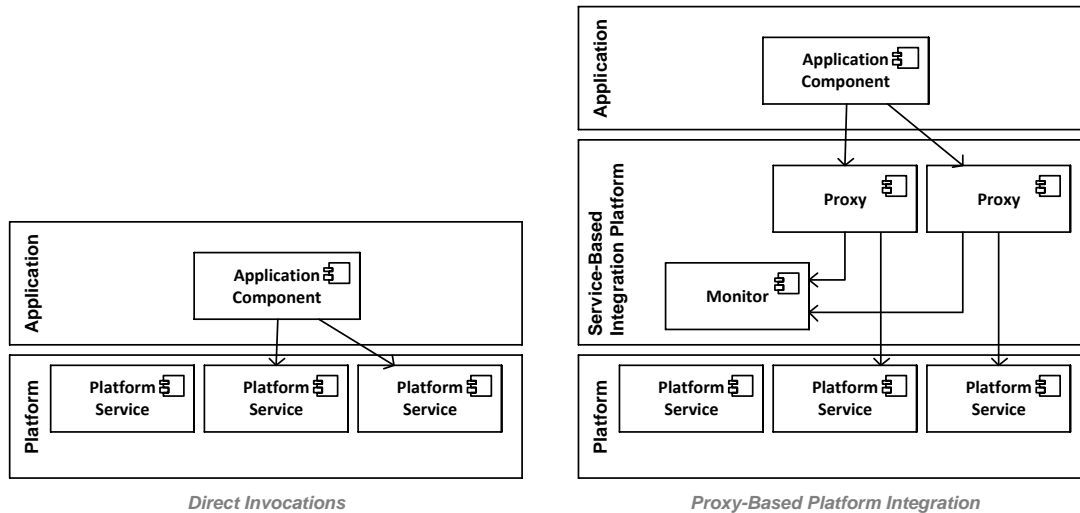 Application
Application
Component
Platform
Platform
Service
Platform
Service
Platform
Service
Direct Invocations
Application
Application
Component
Service-Based
Integration Platform
Proxy
Proxy
Monitor
Platform
Platform
Service
Platform
Service
Platform
Service
Proxy-Based Platform Integration